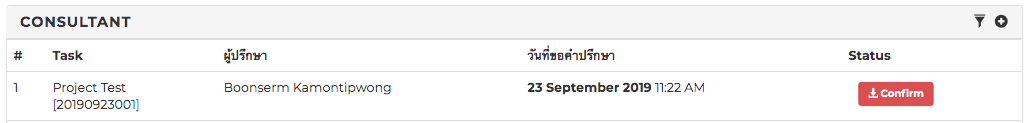 CONSULTANT
# Task ผู้ปรึกษา วันที่ขอคำปรึกษา Status
1 Project Test Boonserm Kamontipwong 23 September 2019 11:22 AM Confirm
[20190923001]